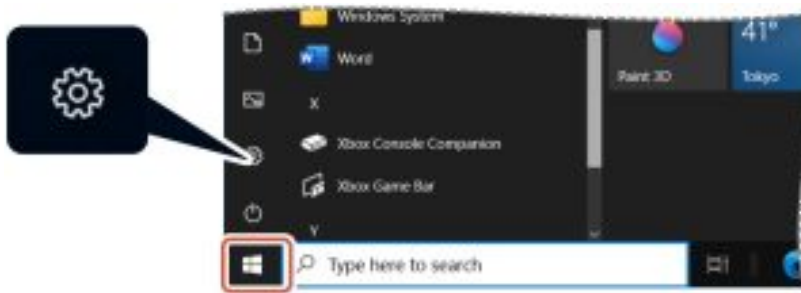 Windows System
Word
X
Xbox Console Companion
Xbox Game Bar
Y
Type here to search
Paint 3D
41°
Tokyo